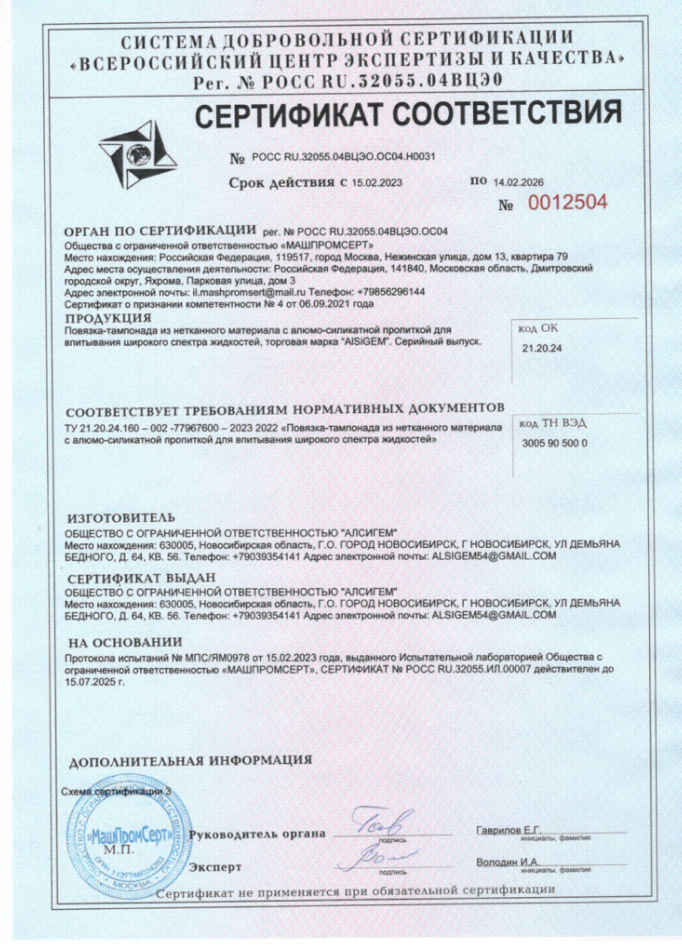 СИСТЕМА ДОБРОВОЛЬНОЙ СЕРТИФИКАЦИИ
«ВСЕРОССИЙСКИЙ ЦЕНТР ЭКСПЕРТИЗЫ И КАЧЕСТВА»
Рег. № РОСС RU.32055.04ВЦЭ0
СЕРТИФИКАТ СООТВЕТСТВИЯ
№ РОСС RU.32055.04ВЦЭО.ОС04.Н0031
Срок действия с 15.02.2023 по 14.02.2026
№ 0012504
ОРГАН ПО СЕРТИФИКАЦИИ рег. № РОСС RU.32055.04ВЦЭО.ОС04
Общества с ограниченной ответственностью «МАШПРОМСЕРТ»
Место нахождения: Российская Федерация, 119517, город Москва, Нежинская улица, дом 13, квартира 79
Адрес места осуществления деятельности: Российская Федерация, 141840, Московская область, Дмитровский
городской округ, Яхрома, Парковая улица, дом 3
Адрес электронной почты: il.mashpromsert@mail.ru Телефон: +79856296144
Сертификат о признании компетентности № 4 от 06.09.2021 года
ПРОДУКЦИЯ
Повязка-тампонада из нетканного материала с алюмо-силикатной пропиткой для
впитывания широкого спектра жидкостей, торговая марка "AlSiGEM". Серийный выпуск.
код ОК
21.20.24
СООТВЕТСТВУЕТ ТРЕБОВАНИЯМ НОРМАТИВНЫХ ДОКУМЕНТОВ
ТУ 21.20.24.160 – 002 -77967600 – 2023 2022 «Повязка-тампонада из нетканного материала
с алюмо-силикатной пропиткой для впитывания широкого спектра жидкостей»
код ТН ВЭД
3005 90 500 0
ИЗГОТОВИТЕЛЬ
ОБЩЕСТВО С ОГРАНИЧЕННОЙ ОТВЕТСТВЕННОСТЬЮ "АЛСИГЕМ"
Место нахождения: 630005, Новосибирская область, Г.О. ГОРОД НОВОСИБИРСК, Г НОВОСИБИРСК, УЛ ДЕМЬЯНА
БЕДНОГО, Д. 64, КВ. 56. Телефон: +79039354141 Адрес электронной почты: ALSIGEM54@GMAIL.COM
СЕРТИФИКАТ ВЫДАН
ОБЩЕСТВО С ОГРАНИЧЕННОЙ ОТВЕТСТВЕННОСТЬЮ "АЛСИГЕМ"
Место нахождения: 630005, Новосибирская область, Г.О. ГОРОД НОВОСИБИРСК, Г НОВОСИБИРСК, УЛ ДЕМЬЯНА
БЕДНОГО, Д. 64, КВ. 56. Телефон: +79039354141 Адрес электронной почты: ALSIGEM54@GMAIL.COM
НА ОСНОВАНИИ
Протокола испытаний № МПС/ЯМ0978 от 15.02.2023 года, выданного Испытательной лабораторией Общества с
ограниченной ответственностью «МАШПРОМСЕРТ», СЕРТИФИКАТ № РОСС RU.32055.ИЛ.00007 действителен до
15.07.2025 г.
ДОПОЛНИТЕЛЬНАЯ ИНФОРМАЦИЯ
Схема сертификации 3
«МашПромСерт»
М.П.
МОСКВА
Руководитель органа
подпись
Гаврилов Е.Г.
инициалы, фамилия
Эксперт
подпись
Володин И.А.
инициалы, фамилия
Сертификат не применяется при обязательной сертификации